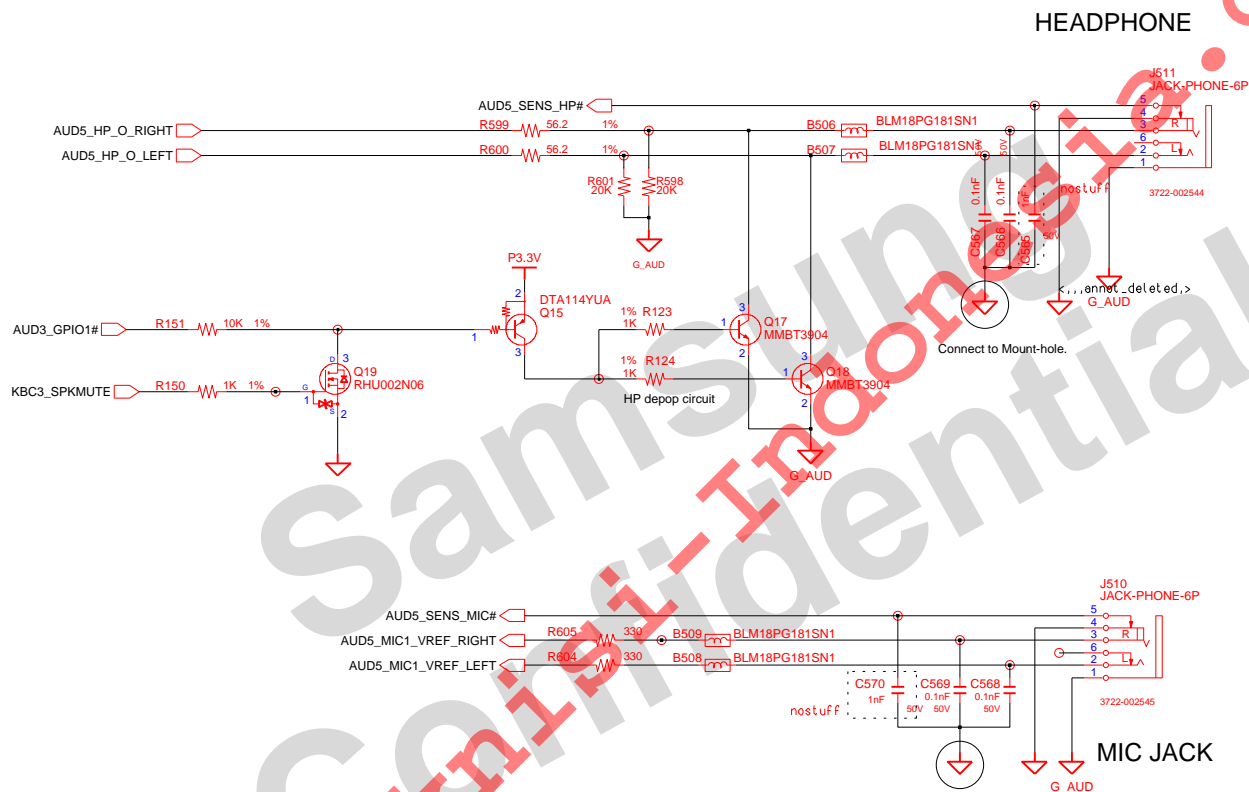 HEADPHONE
J511
JACK-PHONE-6P
AUD5_SENS_HP#
5
4
R
3
6
L
2
1
3722-002544
AUD5_HP_O_RIGHT
R599
56.2
1%
B506
BLM18PG181SN1
AUD5_HP_O_LEFT
R600
56.2
1%
B507
BLM18PG181SN1
R601
20K
R598
20K
G_AUD
50V
50V
0.1nF
0.1nF
1nF
C567
C566
C565
50V
nostuff
<,,,annot_deleted,>
G_AUD
Connect to Mount-hole.
P3.3V
2
DTA114YUA
Q15
1
3
AUD3_GPIO1#
R151
10K
1%
D
3
Q19
RHU002N06
KBC3_SPKMUTE
R150
1K
1%
G
1
S
2
1%
R123
1K
1
3
Q17
MMBT3904
2
1%
R124
1K
1
3
Q18
MMBT3904
2
HP depop circuit
G_AUD
Samsung
Confidential
J510
JACK-PHONE-6P
AUD5_SENS_MIC#
5
4
R
3
6
L
2
1
3722-002545
AUD5_MIC1_VREF_RIGHT
R605
330
B509
BLM18PG181SN1
AUD5_MIC1_VREF_LEFT
R604
330
B508
BLM18PG181SN1
C570
1nF
50V
nostuff
C569
0.1nF
50V
C568
0.1nF
50V
MIC JACK
G_AUD